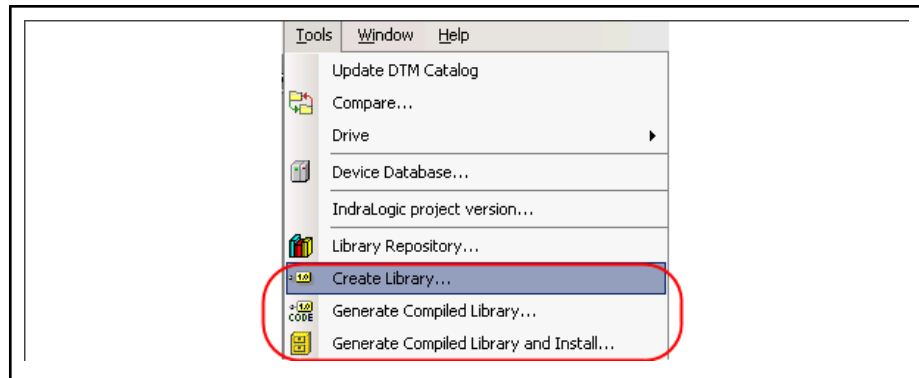 Tools Window Help
Update DTM Catalog
Compare...
Drive
Device Database...
IndraLogic project version...
Library Repository...
1.0 Create Library...
1.0 CODE Generate Compiled Library...
Generate Compiled Library and Install...